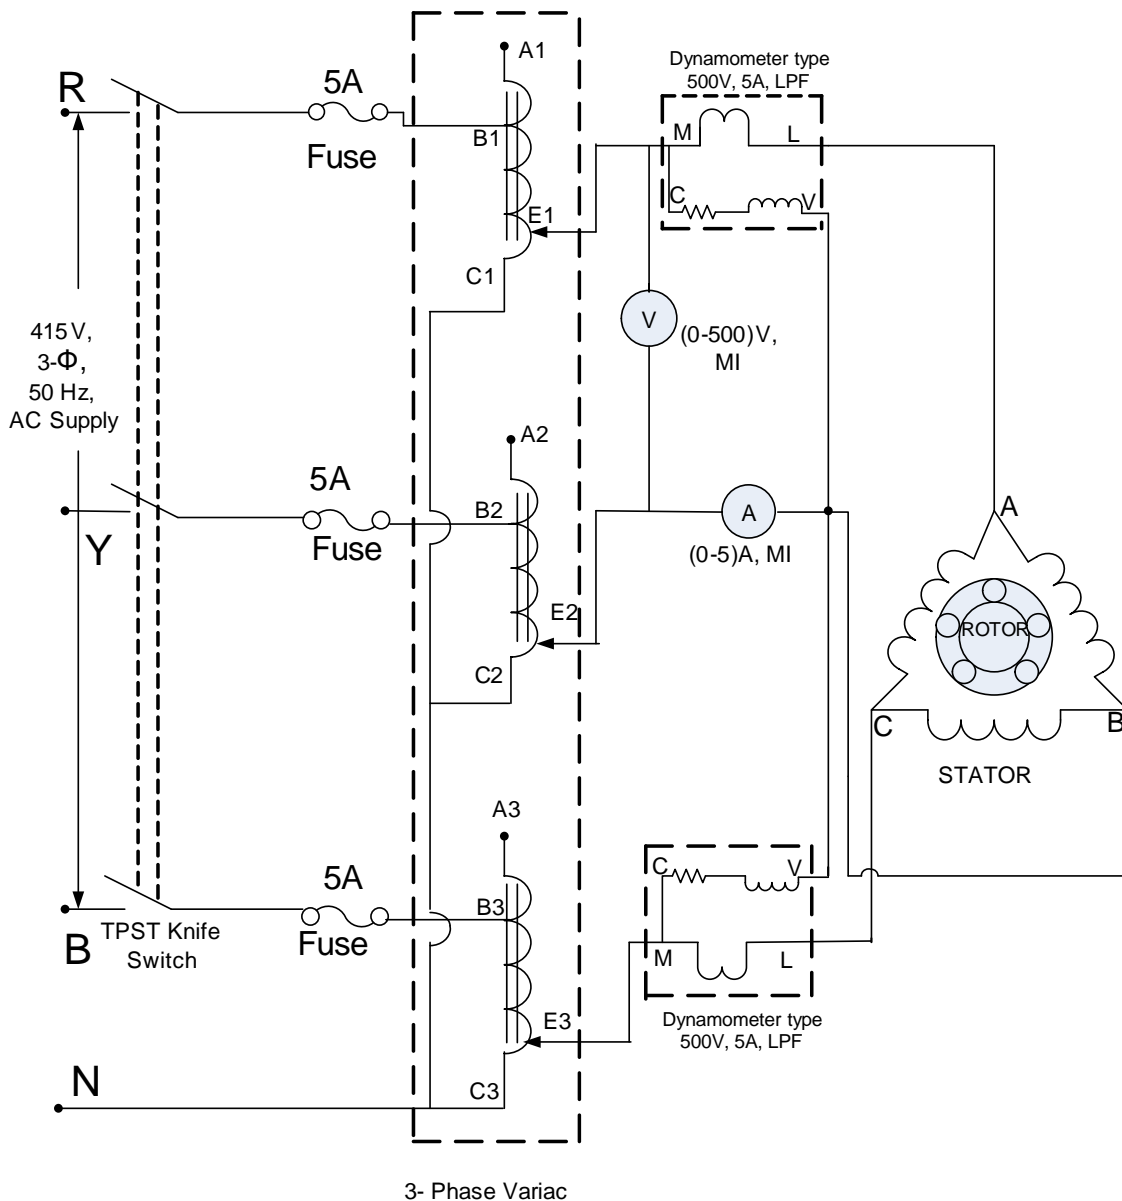 A1
Dynamometer type
500V, 5A, LPF
R
5A
Fuse
B1
M
L
C
V
E1
C1
415V,
3-Φ,
50 Hz,
AC Supply
V
(0-500)V,
MI
A2
5A
Fuse
B2
Y
A
(0-5)A, MI
A
E2
ROTOR
C2
C
B
STATOR
A3
5A
Fuse
B3
C
V
B
TPST Knife
Switch
M
L
E3
Dynamometer type
500V, 5A, LPF
N
C3
3- Phase Variac